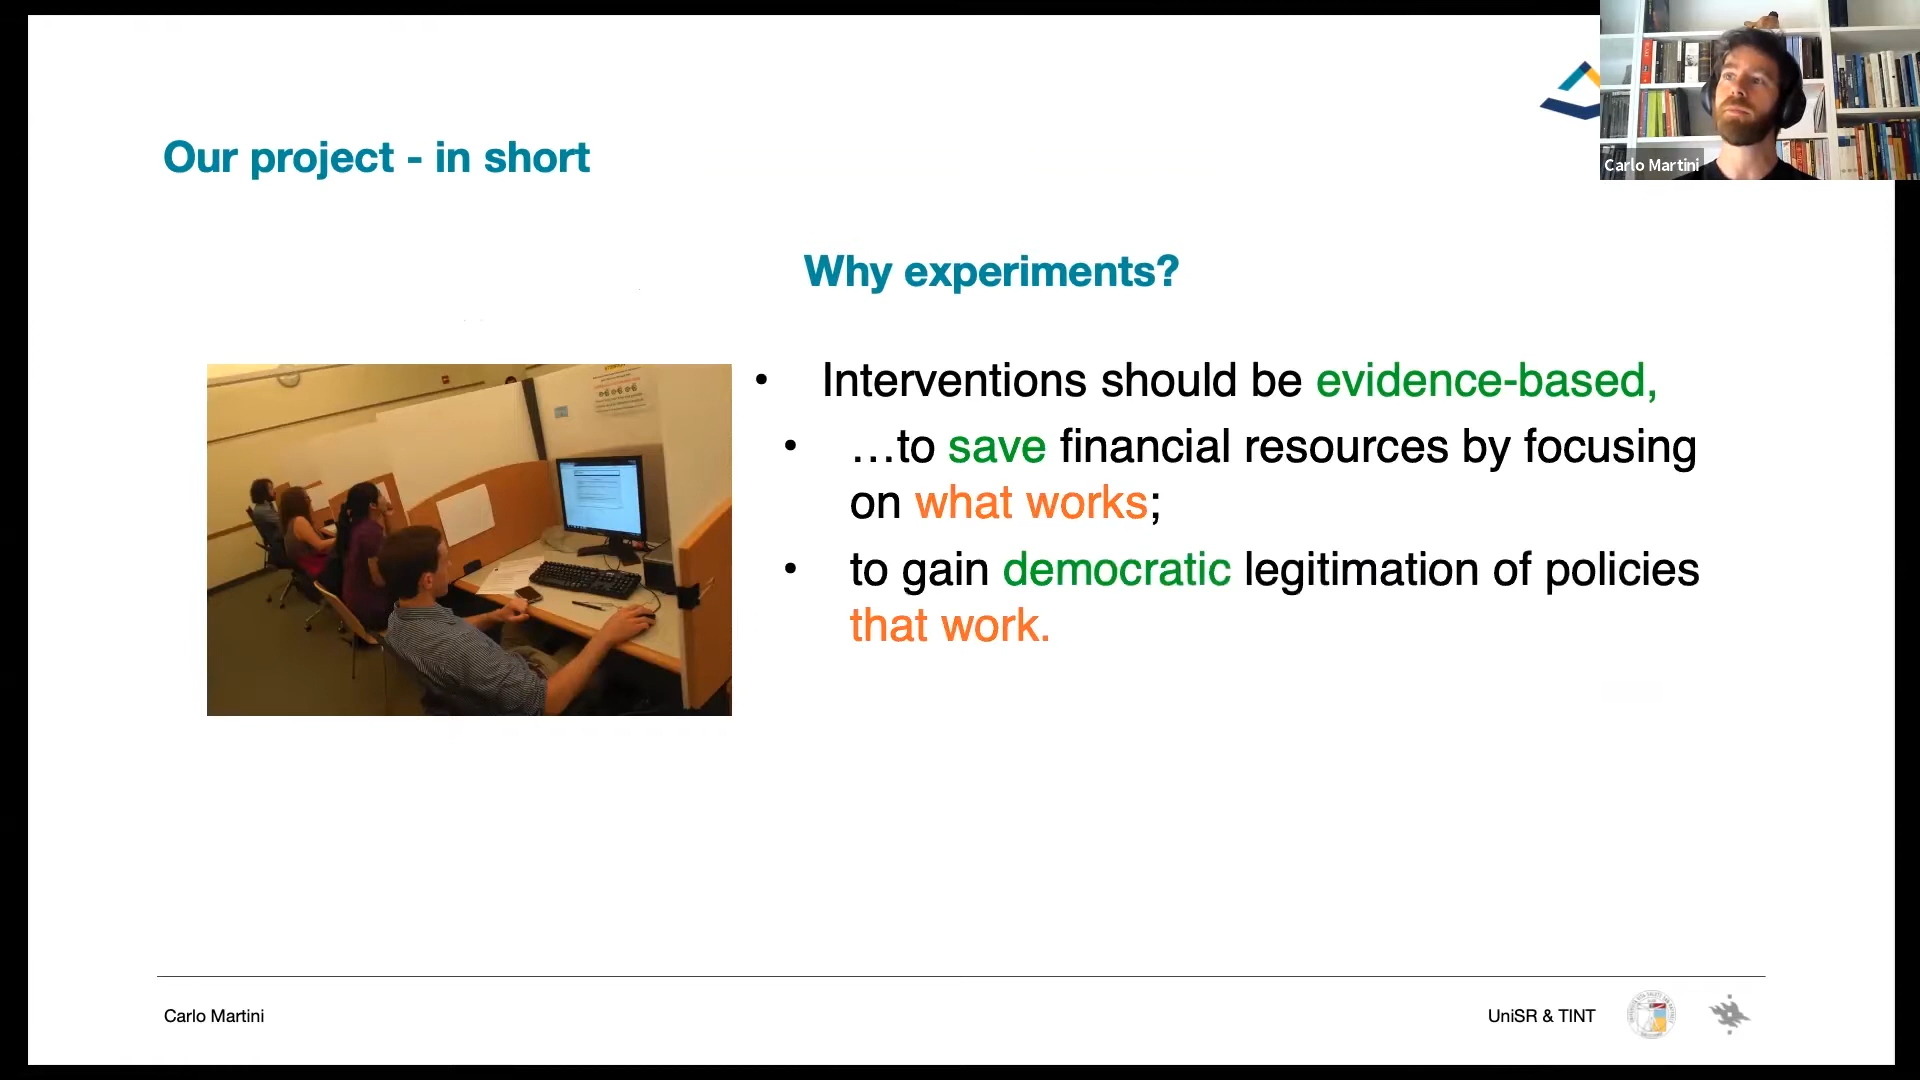 Carlo Martini
Our project - in short
Why experiments?
• Interventions should be evidence-based,
• …to save financial resources by focusing
on what works;
• to gain democratic legitimation of policies
that work.
Carlo Martini
UniSR & TINT